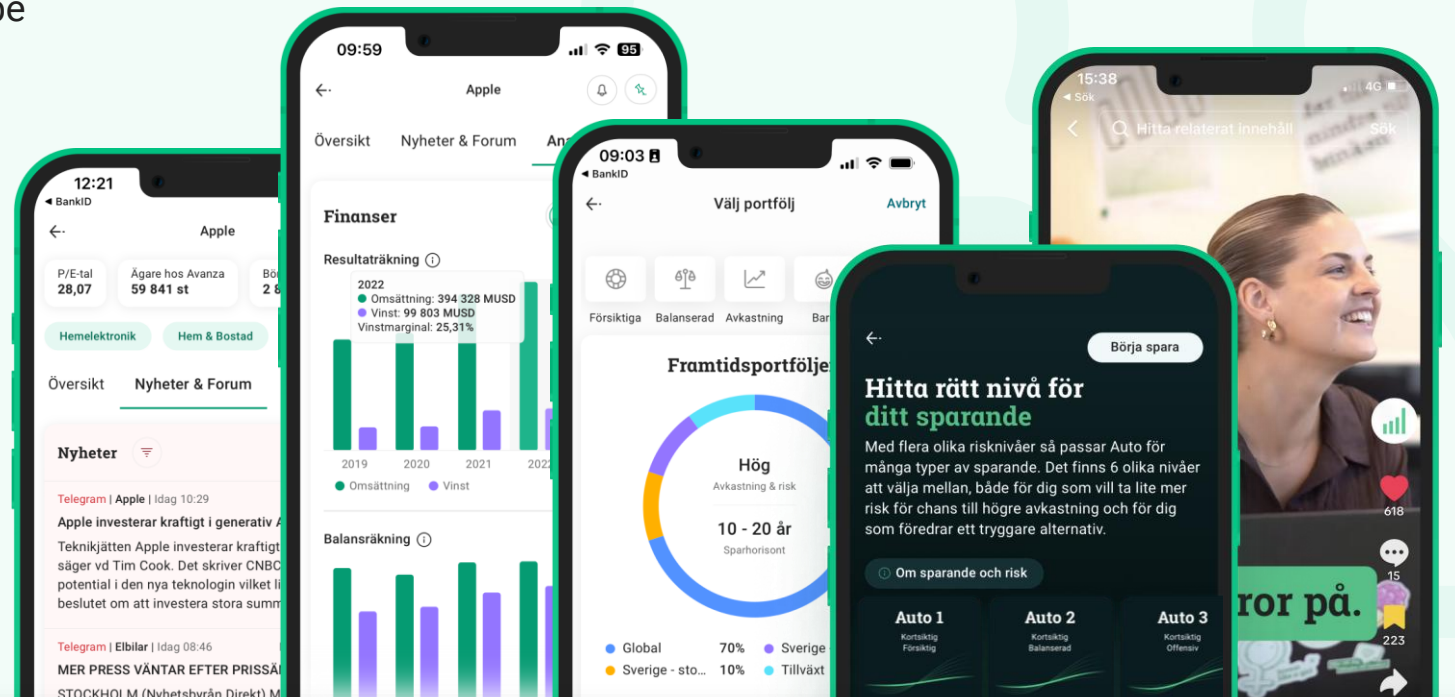 12:21
BankID
Apple
P/E-tal
28,07
Ägare hos Avanza
59 841 st
Hemelektronik
Hem & Bostad
Översikt
Nyheter & Forum
Nyheter
Telegram | Apple | Idag 10:29
Apple investerar kraftigt i generativ
Teknikjätten Apple investerar kraftigt
säger vd Tim Cook. Det skriver CNBC
potential i den nya teknologin vilket
beslutet om att investera stora
Telegram | Elbilar | Idag 08:46
MER PRESS VÄNTAR EFTER
STOCKHOLM (Nyhetsbyrån Direkt)
09:59
95
Apple
Översikt
Nyheter & Forum
Finanser
Resultaträkning
2022
Omsättning: 394 328 MUSD
Vinst: 99 803 MUSD
Vinstmarginal: 25,31%
2019
2020
2021
2022
Omsättning
Vinst
Balansräkning
09:03
BankID
Välj portfölj
Avbryt
Försiktiga
Balanserad
Avkastning
Framtidsportföljen
Hög
Avkastning & risk
10 - 20 år
Sparhorisont
Global 70%
Sverige
Sverige - sto... 10%
Tillväxt
Börja spara
Hitta rätt nivå för
ditt sparande
Med flera olika risknivåer så passar Auto för
många typer av sparande. Det finns 6 olika nivåer
att välja mellan, både för dig som vill ta lite mer
risk för chans till högre avkastning och för dig
som föredrar ett tryggare alternativ.
Om sparande och risk
Auto 1
Kortsiktig
Försiktig
Auto 2
Kortsiktig
Balanserad
Auto 3
Kortsiktig
Offensiv
15:38
4G
Sök
Hitta relaterat innehåll
Sök
618
15
223
ror på.